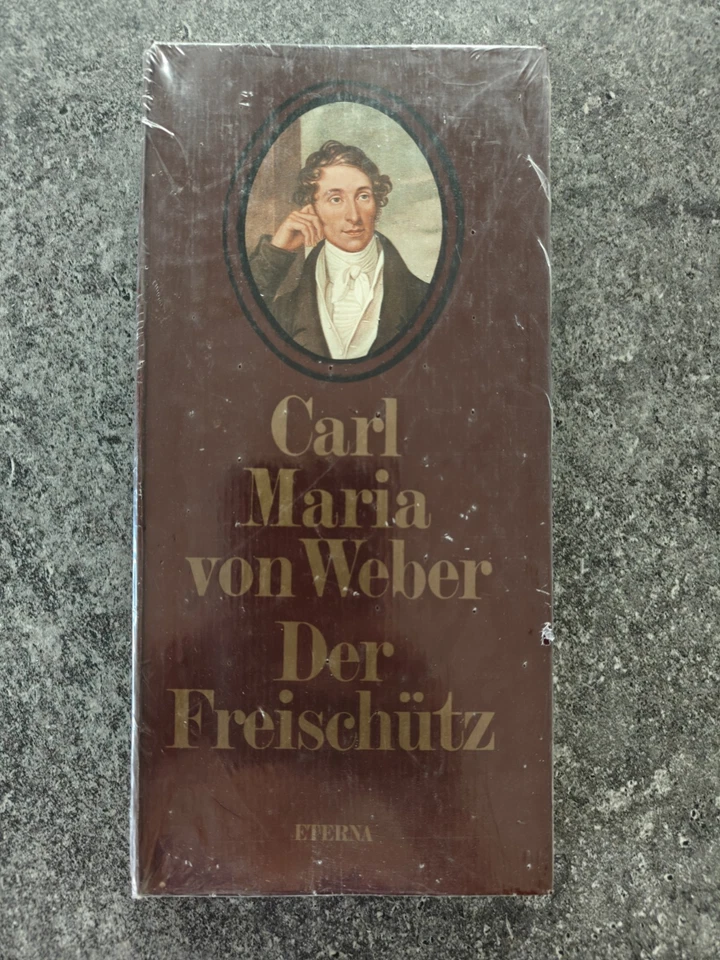 Carl
Maria
von Weber
Der
Freischütz
ETERNA